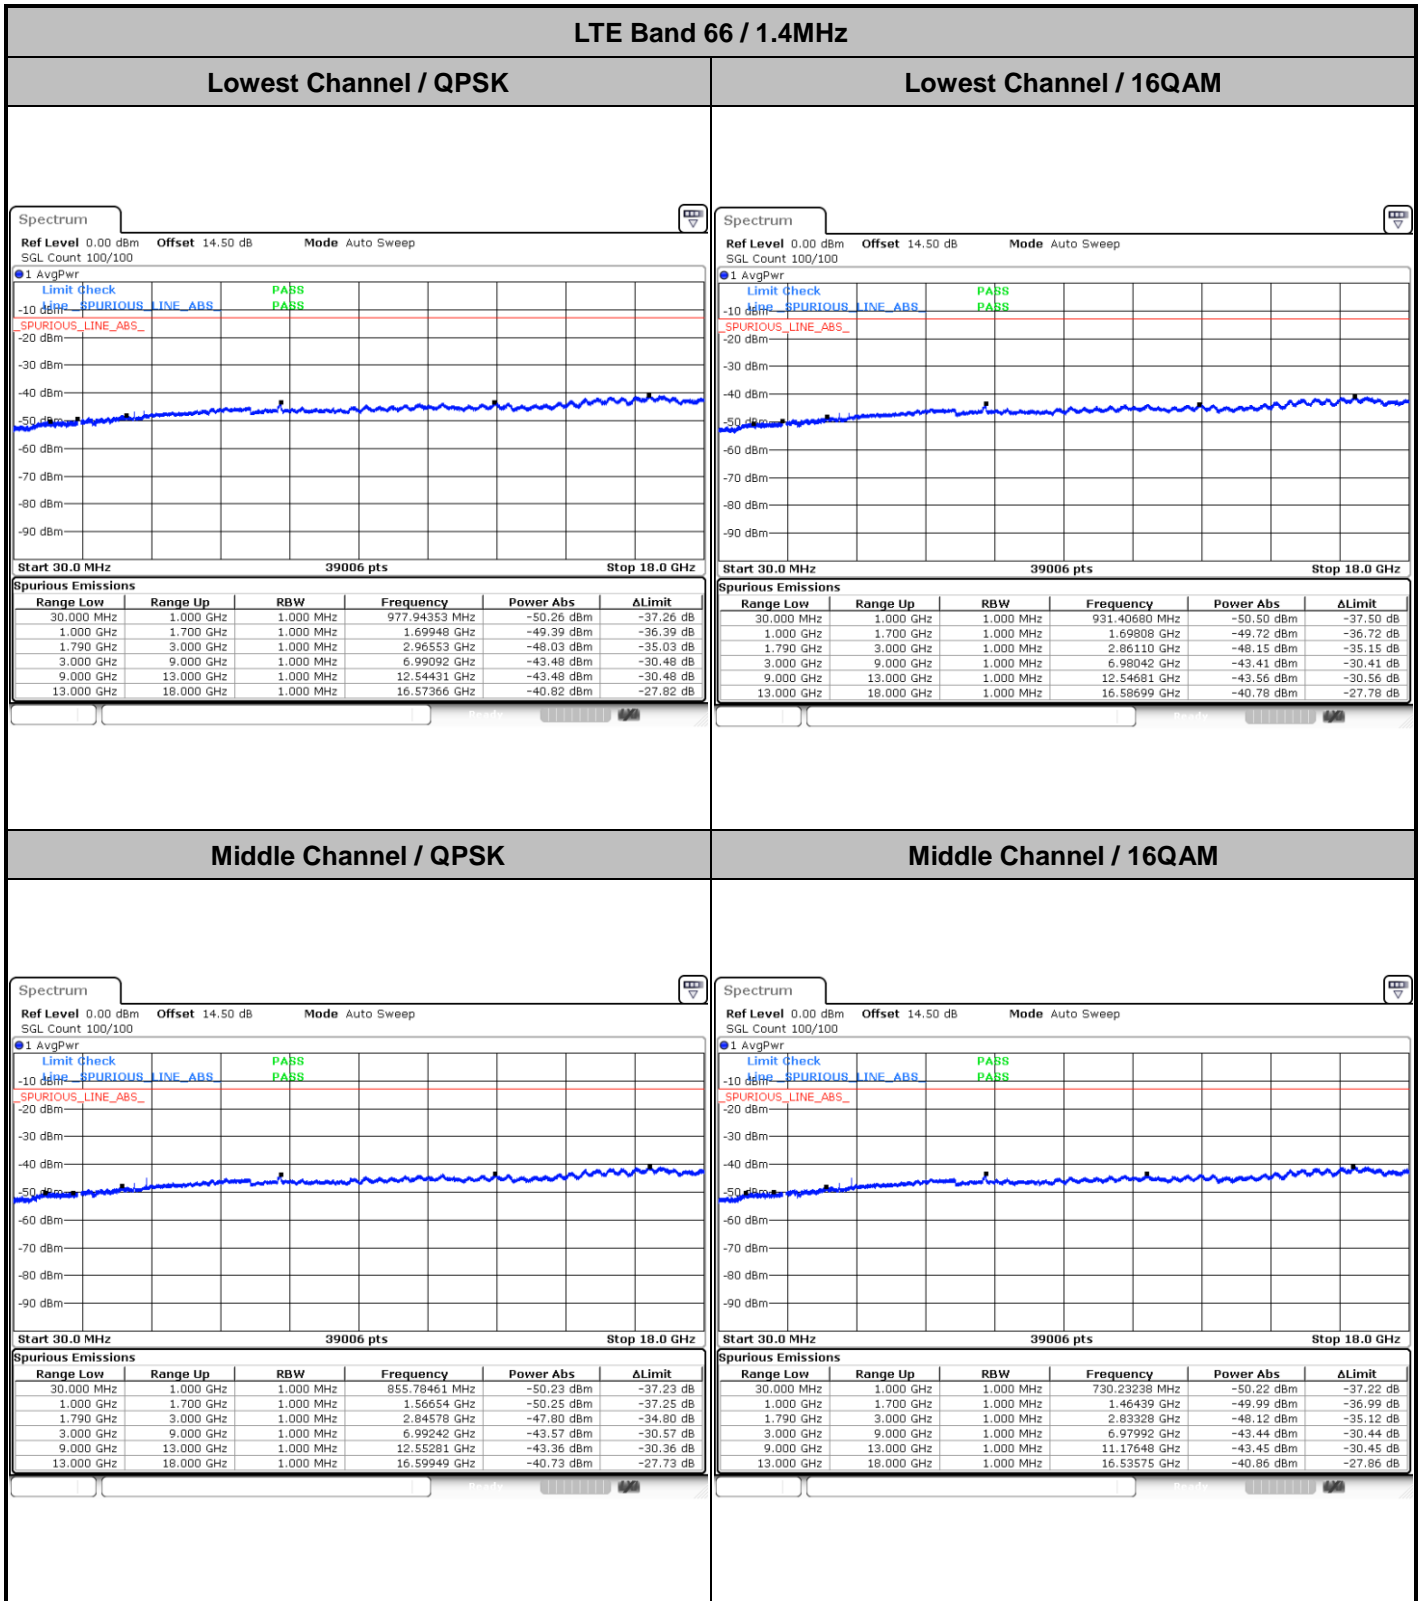 LTE Band 66 / 1.4MHz
Lowest Channel / QPSK
Lowest Channel / 16QAM
Spectrum
Ref Level 0.00 dBm Offset 14.50 dB Mode Auto Sweep
SGL Count 100/100
1 AvgPwr
Limit Check PASS
Line _SPURIOUS_LINE_ABS_ PASS
-10 dBm
_SPURIOUS_LINE_ABS_
-20 dBm
-30 dBm
-40 dBm
-50 dBm
-60 dBm
-70 dBm
-80 dBm
-90 dBm
Start 30.0 MHz 39006 pts Stop 18.0 GHz
Spurious Emissions
Range Low Range Up RBW Frequency Power Abs ΔLimit
30.000 MHz 1.000 GHz 1.000 MHz 977.94353 MHz -50.26 dBm -37.26 dB
1.000 GHz 1.700 GHz 1.000 MHz 1.69948 GHz -49.39 dBm -36.39 dB
1.790 GHz 3.000 GHz 1.000 MHz 2.96553 GHz -48.03 dBm -35.03 dB
3.000 GHz 9.000 GHz 1.000 MHz 6.99092 GHz -43.48 dBm -30.48 dB
9.000 GHz 13.000 GHz 1.000 MHz 12.54431 GHz -43.48 dBm -30.48 dB
13.000 GHz 18.000 GHz 1.000 MHz 16.57366 GHz -40.82 dBm -27.82 dB
Ready
Spectrum
Ref Level 0.00 dBm Offset 14.50 dB Mode Auto Sweep
SGL Count 100/100
1 AvgPwr
Limit Check PASS
Line _SPURIOUS_LINE_ABS_ PASS
-10 dBm
_SPURIOUS_LINE_ABS_
-20 dBm
-30 dBm
-40 dBm
-50 dBm
-60 dBm
-70 dBm
-80 dBm
-90 dBm
Start 30.0 MHz 39006 pts Stop 18.0 GHz
Spurious Emissions
Range Low Range Up RBW Frequency Power Abs ΔLimit
30.000 MHz 1.000 GHz 1.000 MHz 931.40680 MHz -50.50 dBm -37.50 dB
1.000 GHz 1.700 GHz 1.000 MHz 1.69808 GHz -49.72 dBm -36.72 dB
1.790 GHz 3.000 GHz 1.000 MHz 2.86110 GHz -48.15 dBm -35.15 dB
3.000 GHz 9.000 GHz 1.000 MHz 6.98042 GHz -43.41 dBm -30.41 dB
9.000 GHz 13.000 GHz 1.000 MHz 12.54681 GHz -43.56 dBm -30.56 dB
13.000 GHz 18.000 GHz 1.000 MHz 16.58699 GHz -40.78 dBm -27.78 dB
Ready
Middle Channel / QPSK
Middle Channel / 16QAM
Spectrum
Ref Level 0.00 dBm Offset 14.50 dB Mode Auto Sweep
SGL Count 100/100
1 AvgPwr
Limit Check PASS
Line _SPURIOUS_LINE_ABS_ PASS
-10 dBm
_SPURIOUS_LINE_ABS_
-20 dBm
-30 dBm
-40 dBm
-50 dBm
-60 dBm
-70 dBm
-80 dBm
-90 dBm
Start 30.0 MHz 39006 pts Stop 18.0 GHz
Spurious Emissions
Range Low Range Up RBW Frequency Power Abs ΔLimit
30.000 MHz 1.000 GHz 1.000 MHz 855.78461 MHz -50.23 dBm -37.23 dB
1.000 GHz 1.700 GHz 1.000 MHz 1.56654 GHz -50.25 dBm -37.25 dB
1.790 GHz 3.000 GHz 1.000 MHz 2.84578 GHz -47.80 dBm -34.80 dB
3.000 GHz 9.000 GHz 1.000 MHz 6.99242 GHz -43.57 dBm -30.57 dB
9.000 GHz 13.000 GHz 1.000 MHz 12.55281 GHz -43.36 dBm -30.36 dB
13.000 GHz 18.000 GHz 1.000 MHz 16.59949 GHz -40.73 dBm -27.73 dB
Ready
Spectrum
Ref Level 0.00 dBm Offset 14.50 dB Mode Auto Sweep
SGL Count 100/100
1 AvgPwr
Limit Check PASS
Line _SPURIOUS_LINE_ABS_ PASS
-10 dBm
_SPURIOUS_LINE_ABS_
-20 dBm
-30 dBm
-40 dBm
-50 dBm
-60 dBm
-70 dBm
-80 dBm
-90 dBm
Start 30.0 MHz 39006 pts Stop 18.0 GHz
Spurious Emissions
Range Low Range Up RBW Frequency Power Abs ΔLimit
30.000 MHz 1.000 GHz 1.000 MHz 730.23238 MHz -50.22 dBm -37.22 dB
1.000 GHz 1.700 GHz 1.000 MHz 1.46439 GHz -49.99 dBm -36.99 dB
1.790 GHz 3.000 GHz 1.000 MHz 2.83328 GHz -48.12 dBm -35.12 dB
3.000 GHz 9.000 GHz 1.000 MHz 6.97992 GHz -43.44 dBm -30.44 dB
9.000 GHz 13.000 GHz 1.000 MHz 11.17648 GHz -43.45 dBm -30.45 dB
13.000 GHz 18.000 GHz 1.000 MHz 16.53575 GHz -40.86 dBm -27.86 dB
Ready